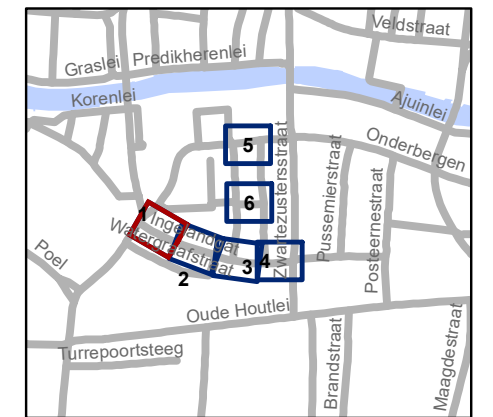 Veldstraat
Graslei
Predikherenlei
Korenlei
Ajuinlei
Onderbergen
5
Zwartezustersstraat
Pussemierstraat
Posteernestraat
6
1
Ingelandgat
Watergraafstraat
Poel
2
3
4
Oude Houtlei
Turrepoortsteeg
Brandstraat
Maagdestraat